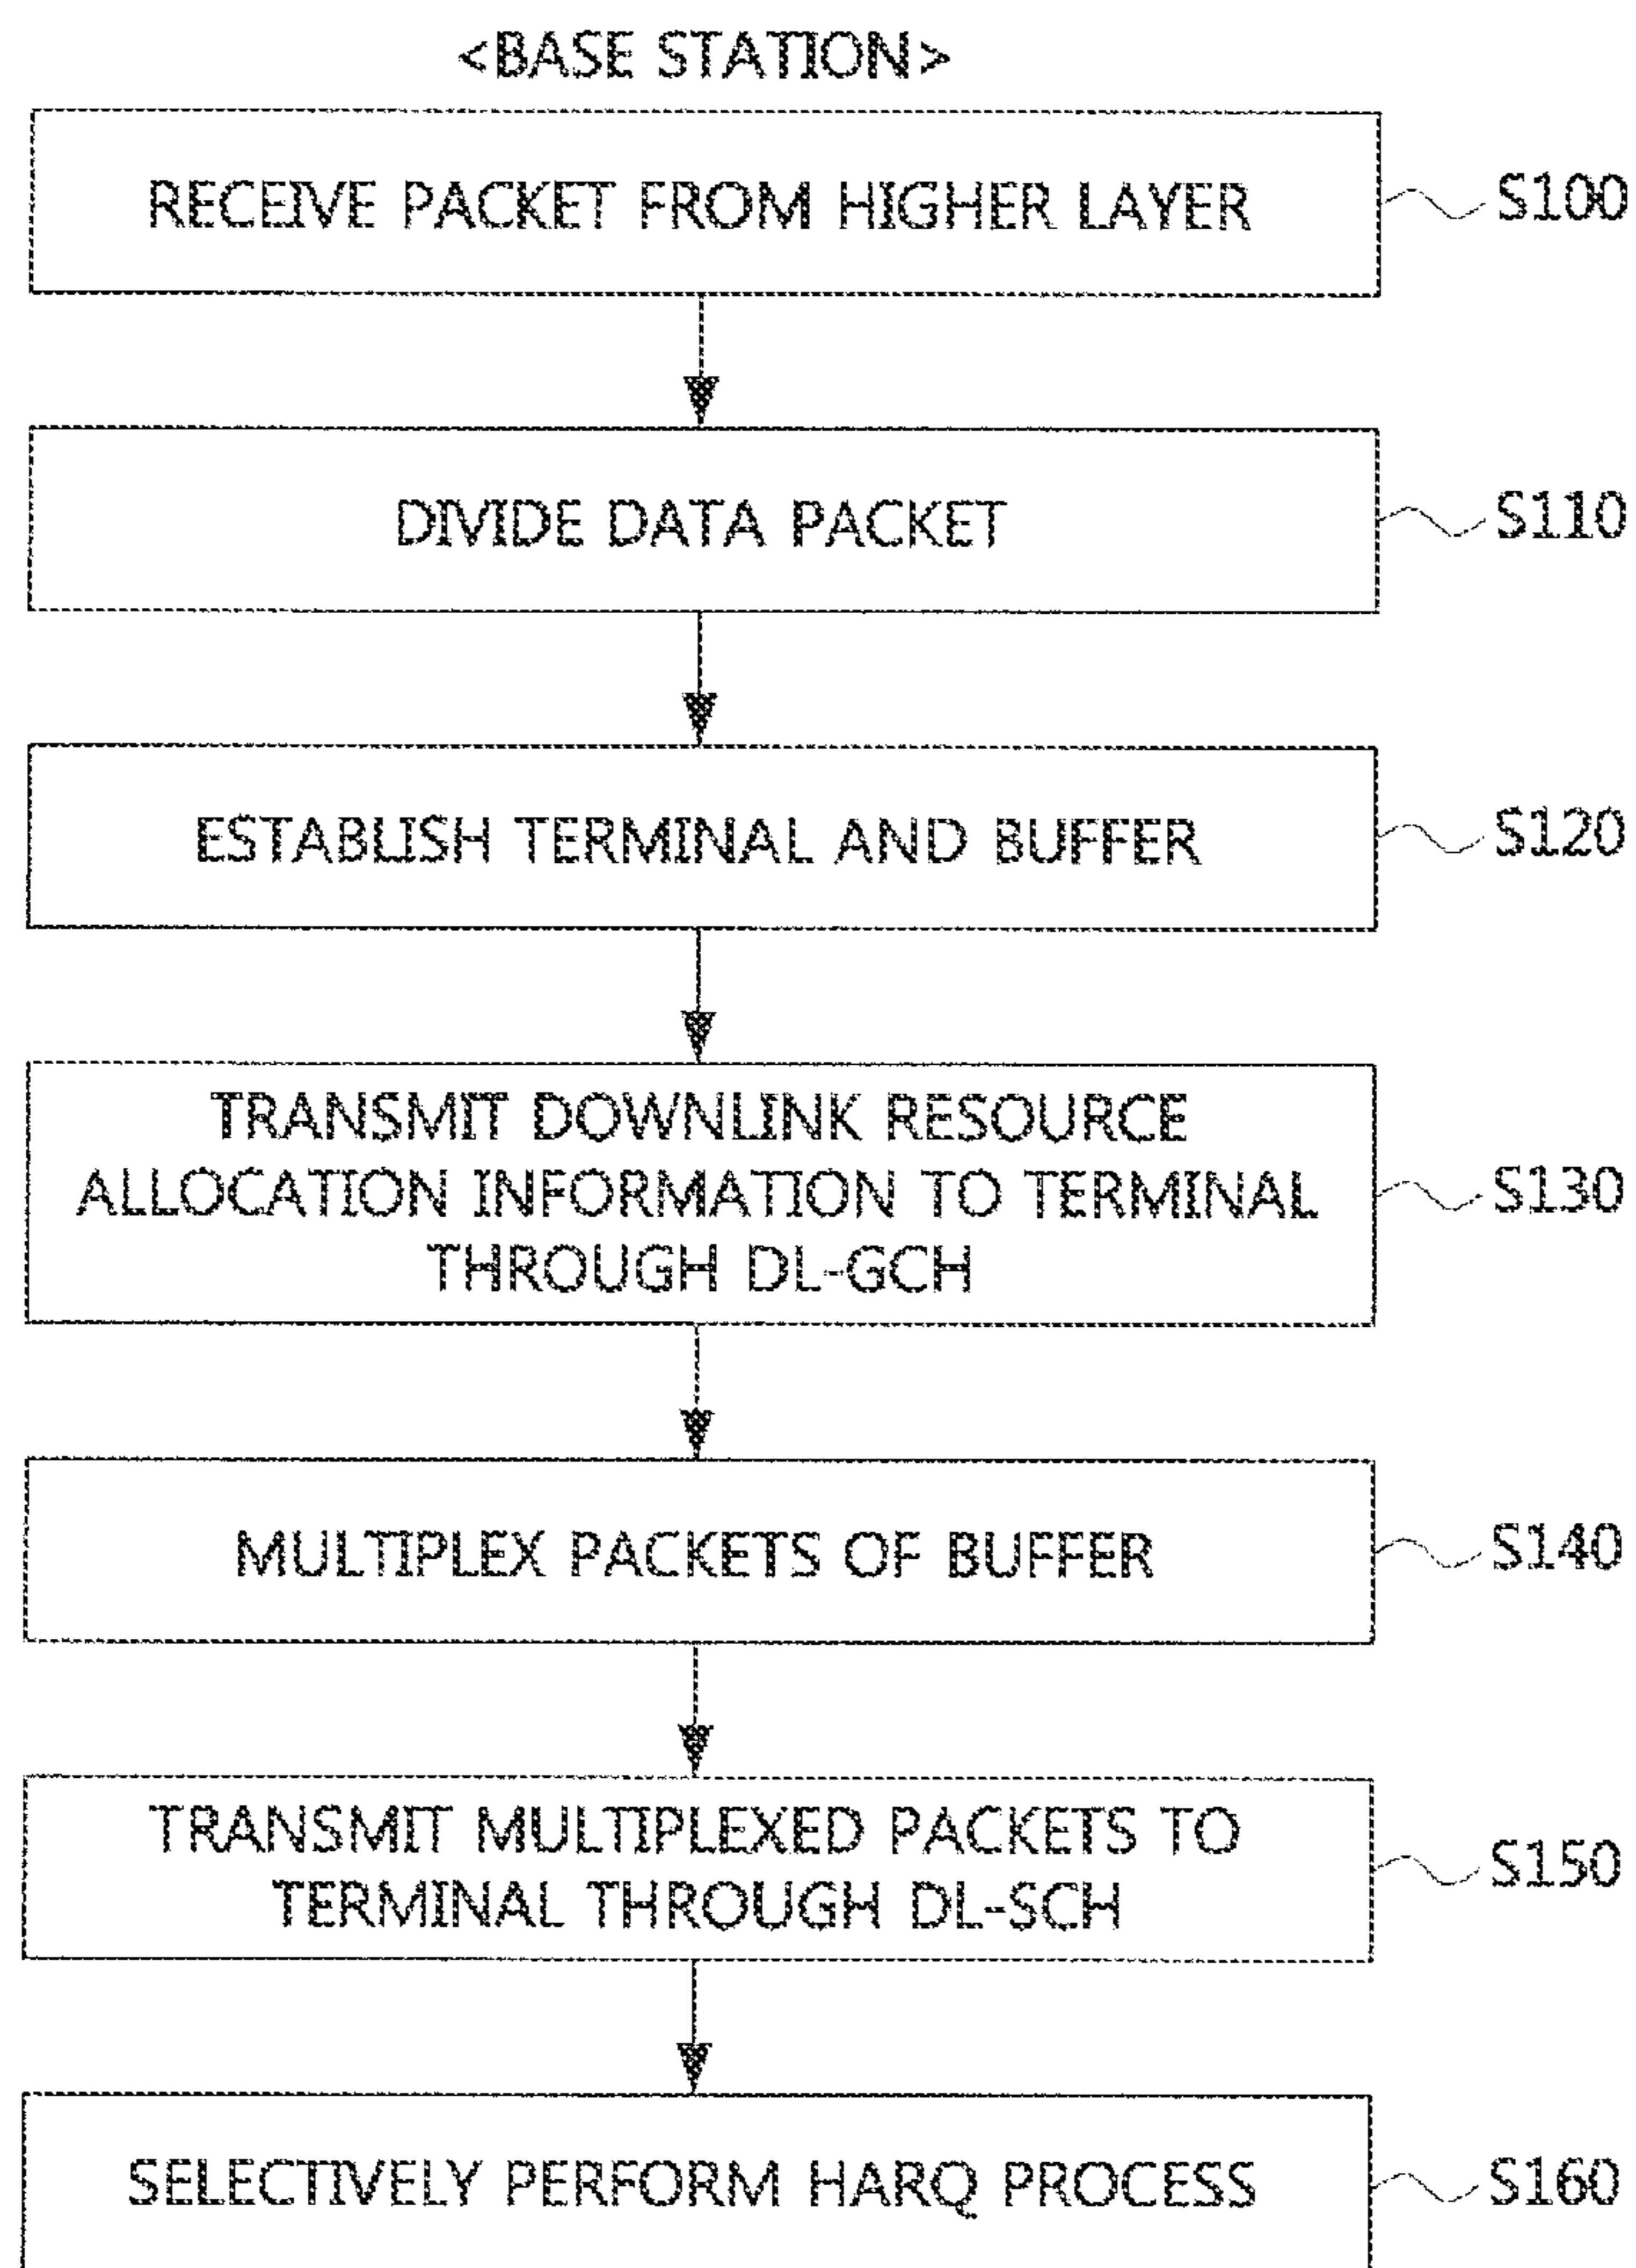 <BASE STATION>
RECEIVE PACKET FROM HIGHER LAYER
S100
DIVIDE DATA PACKET
S110
ESTABLISH TERMINAL AND BUFFER
S120
TRANSMIT DOWNLINK RESOURCE
ALLOCATION INFORMATION TO TERMINAL
THROUGH DL-GCH
S130
MULTIPLEX PACKETS OF BUFFER
S140
TRANSMIT MULTIPLEXED PACKETS TO
TERMINAL THROUGH DL-SCH
S150
SELECTIVELY PERFORM HARQ PROCESS
S160